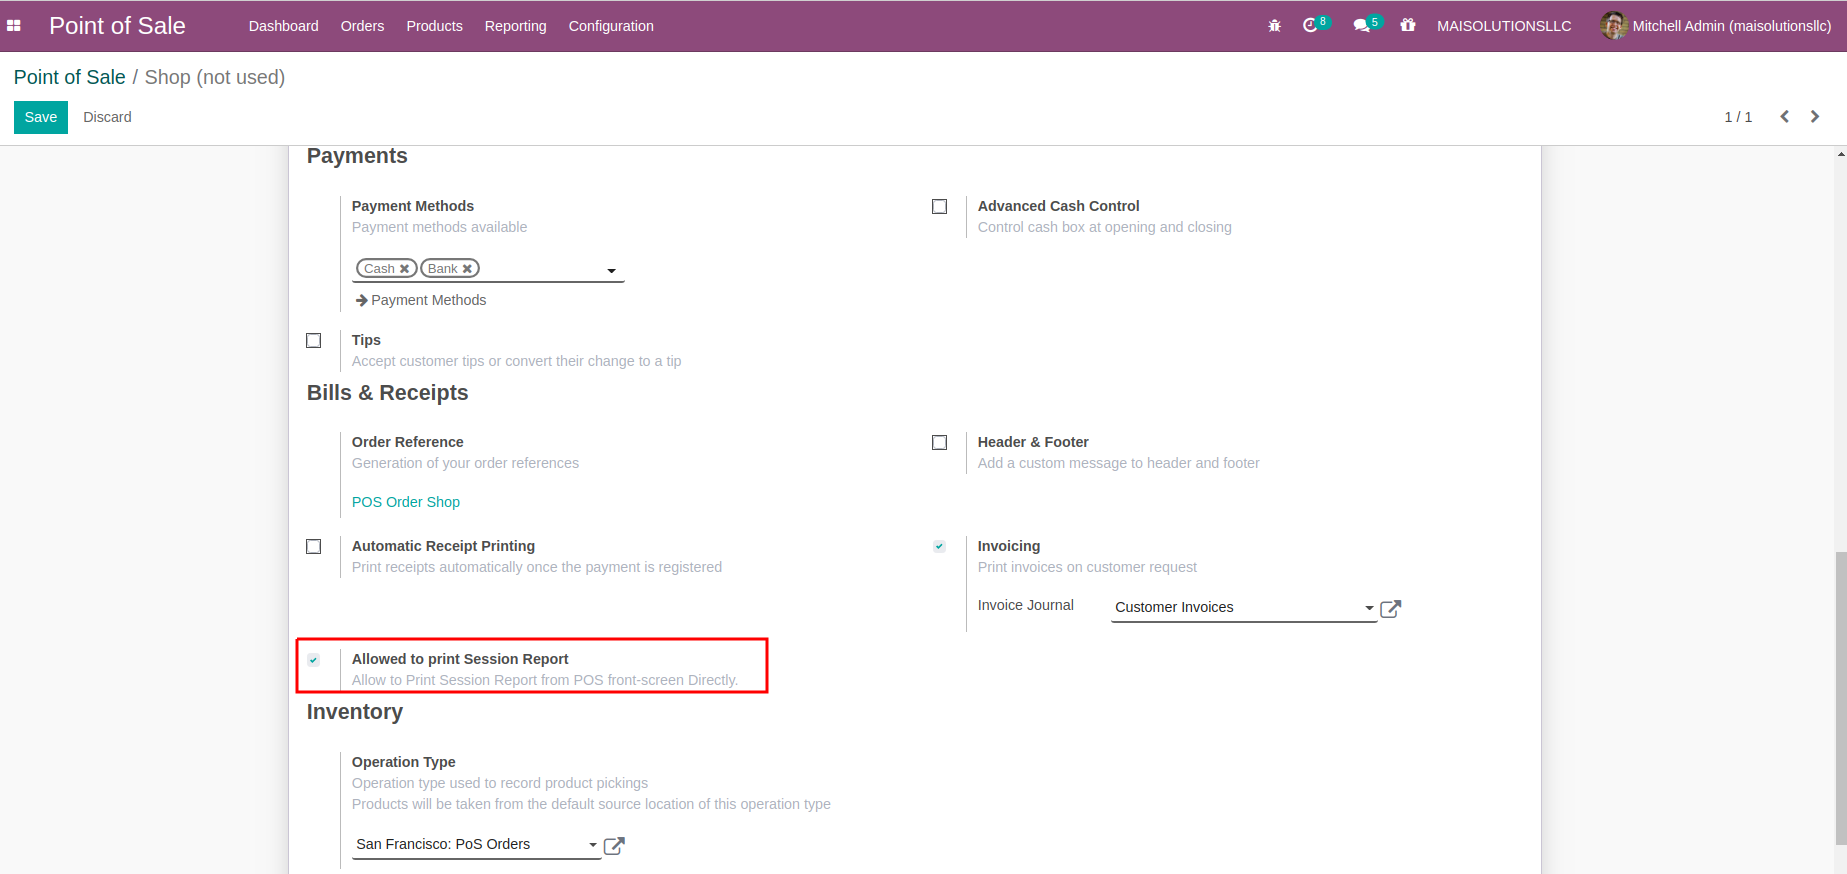 Point of Sale Dashboard Orders Products Reporting Configuration 8 5 MAISOLUTIONSLLC Mitchell Admin (maisolutionsllc)
Point of Sale / Shop (not used)
Save Discard 1 / 1
Payments
Payment Methods
Payment methods available
Cash Bank
Payment Methods
Advanced Cash Control
Control cash box at opening and closing
Tips
Accept customer tips or convert their change to a tip
Bills & Receipts
Order Reference
Generation of your order references
POS Order Shop
Header & Footer
Add a custom message to header and footer
Automatic Receipt Printing
Print receipts automatically once the payment is registered
Invoicing
Print invoices on customer request
Invoice Journal Customer Invoices
Allowed to print Session Report
Allow to Print Session Report from POS front-screen Directly.
Inventory
Operation Type
Operation type used to record product pickings
Products will be taken from the default source location of this operation type
San Francisco: PoS Orders